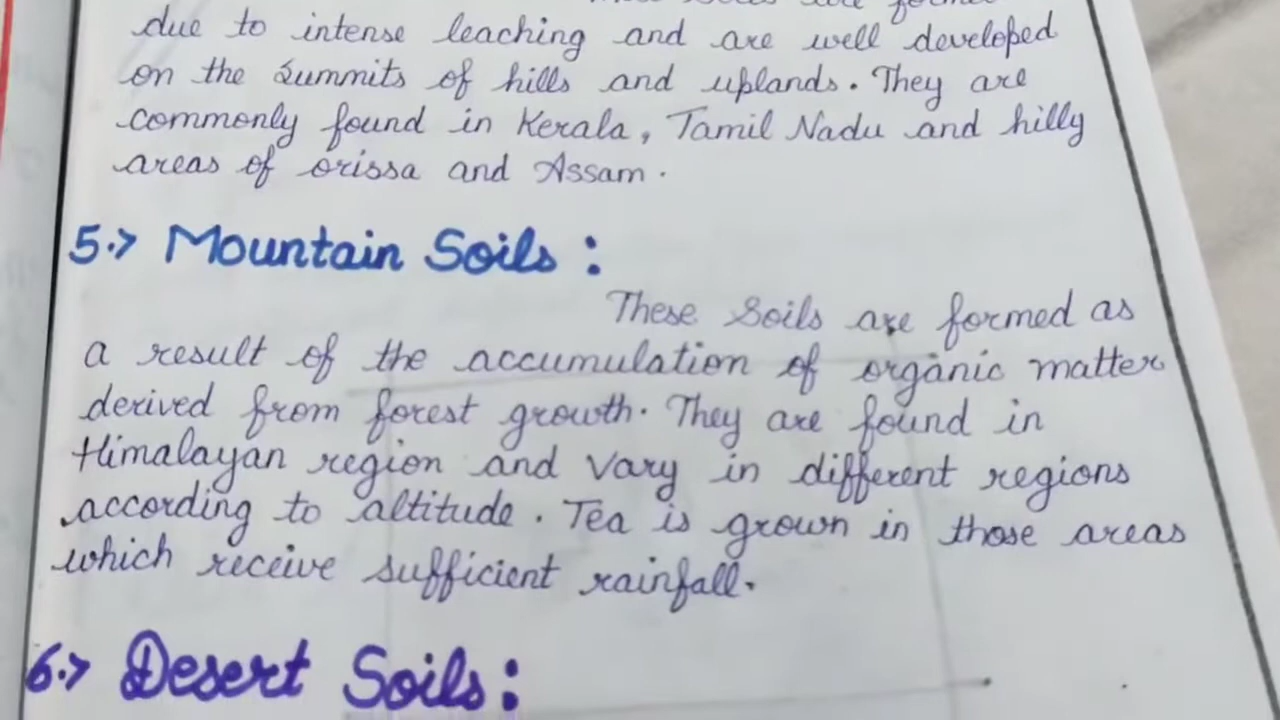 due to intense leaching and are well developed
on the summits of hills and uplands. They are
commonly found in Kerala, Tamil Nadu and hilly
areas of orissa and Assam.
5.> Mountain Soils :
These Soils are formed as
a result of the accumulation of organic matter
derived from forest growth. They are found in
Himalayan region and vary in different regions
according to altitude. Tea is grown in those areas
which receive sufficient rainfall.
6.> Desert Soils :